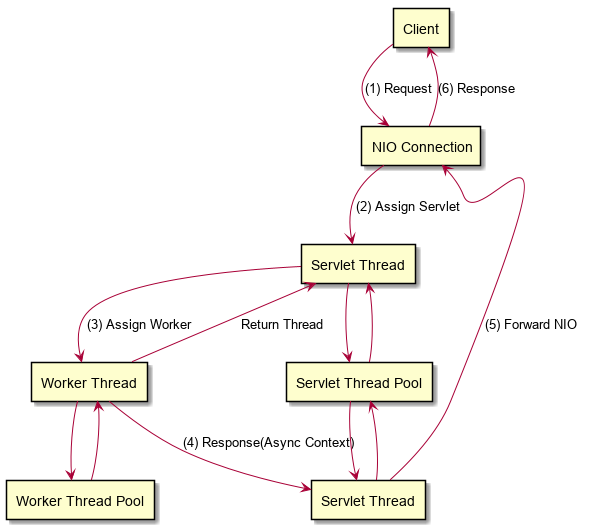 Client
(1) Request
(6) Response
NIO Connection
(2) Assign Servlet
Servlet Thread
(3) Assign Worker
Return Thread
(5) Forward NIO
Worker Thread
Servlet Thread Pool
(4) Response(Async Context)
Worker Thread Pool
Servlet Thread